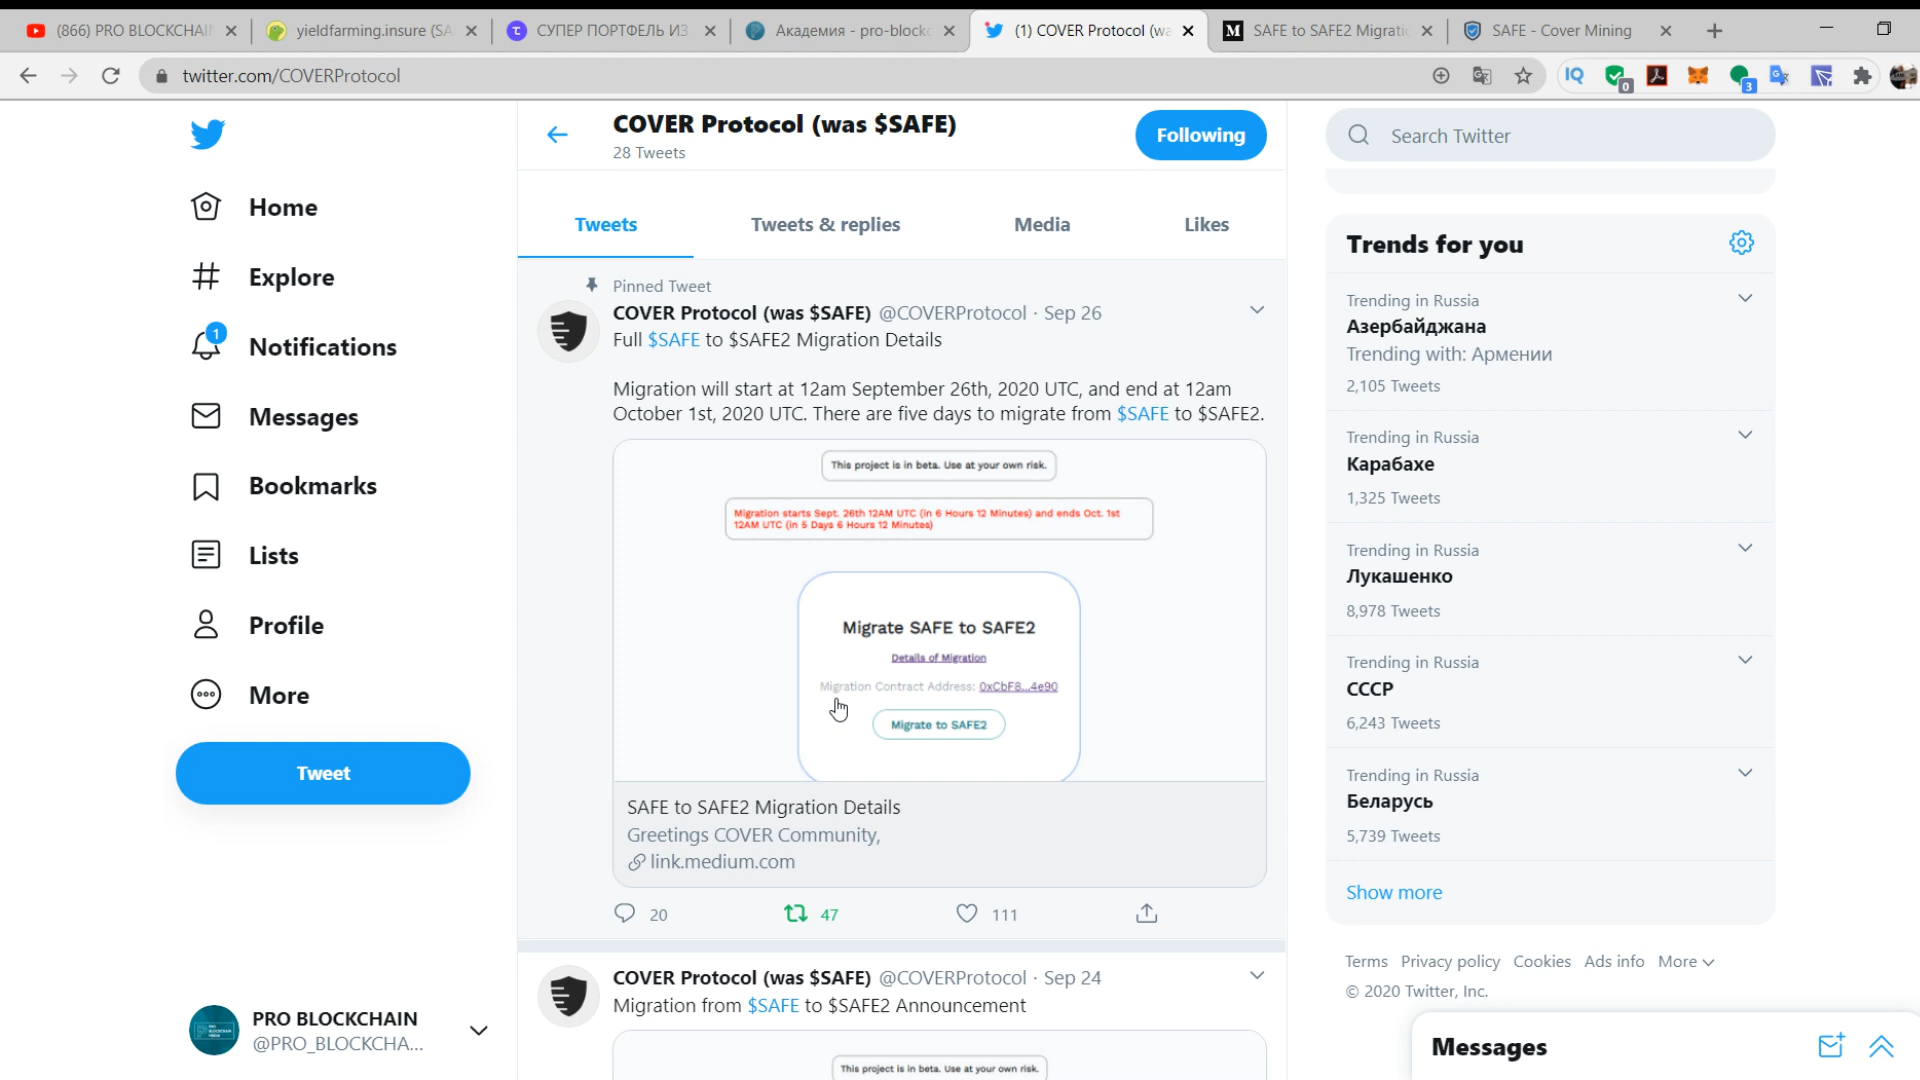 (866) PRO BLOCKCHAI
yieldfarming.insure (SA
СУПЕР ПОРТФЕЛЬ ИЗ
Академия - pro-blockc
(1) COVER Protocol (wa
SAFE to SAFE2 Migratic
SAFE - Cover Mining
twitter.com/COVERProtocol
0
3
Home
Explore
1
Notifications
Messages
Bookmarks
Lists
Profile
More
Tweet
PRO BLOCKCHAIN
@PRO_BLOCKCHA...
COVER Protocol (was $SAFE)
28 Tweets
Following
Tweets
Tweets & replies
Media
Likes
Pinned Tweet
COVER Protocol (was $SAFE) @COVERProtocol · Sep 26
Full $SAFE to $SAFE2 Migration Details
Migration will start at 12am September 26th, 2020 UTC, and end at 12am
October 1st, 2020 UTC. There are five days to migrate from $SAFE to $SAFE2.
This project is in beta. Use at your own risk.
Migration starts Sept. 26th 12AM UTC (in 6 Hours 12 Minutes) and ends Oct. 1st
12AM UTC (in 5 Days 6 Hours 12 Minutes)
Migrate SAFE to SAFE2
Details of Migration
Migration Contract Address: 0xCbF8...4e90
Migrate to SAFE2
SAFE to SAFE2 Migration Details
Greetings COVER Community,
link.medium.com
20
47
111
COVER Protocol (was $SAFE) @COVERProtocol · Sep 24
Migration from $SAFE to $SAFE2 Announcement
This project is in beta. Use at your own risk.
Search Twitter
Trends for you
Trending in Russia
Азербайджана
Trending with: Армении
2,105 Tweets
Trending in Russia
Карабахе
1,325 Tweets
Trending in Russia
Лукашенко
8,978 Tweets
Trending in Russia
СССР
6,243 Tweets
Trending in Russia
Беларусь
5,739 Tweets
Show more
Terms Privacy policy Cookies Ads info More
© 2020 Twitter, Inc.
Messages